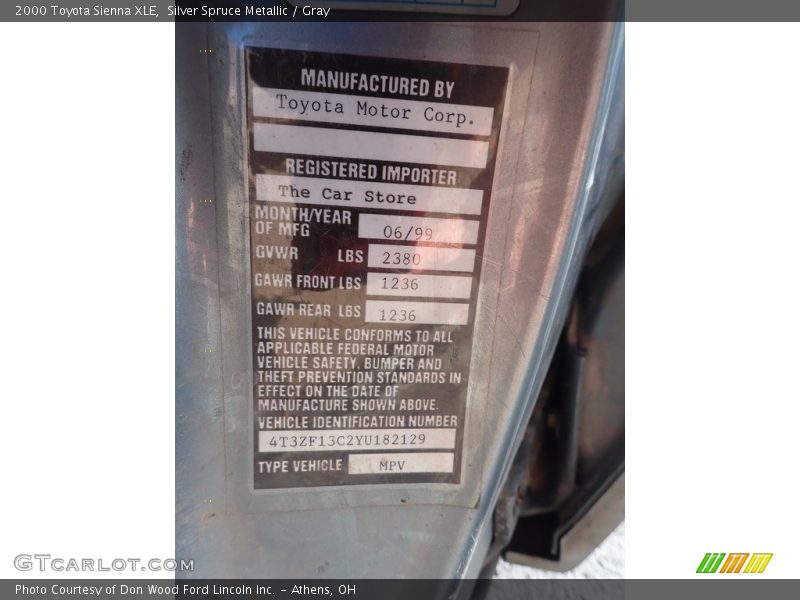 2000 Toyota Sienna XLE,  Silver Spruce Metallic / Gray
MANUFACTURED BY
Toyota Motor Corp.
REGISTERED IMPORTER
The Car Store
MONTH/YEAR
OF MFG 06/99
GVWR LBS 2380
GAWR FRONT LBS 1236
GAWR REAR LBS 1236
THIS VEHICLE CONFORMS TO ALL
APPLICABLE FEDERAL MOTOR
VEHICLE SAFETY, BUMPER AND
THEFT PREVENTION STANDARDS IN
EFFECT ON THE DATE OF
MANUFACTURE SHOWN ABOVE.
VEHICLE IDENTIFICATION NUMBER
4T3ZF13C2YU182129
TYPE VEHICLE MPV
GTCarLot.com
Photo Courtesy of Don Wood Ford Lincoln Inc. – Athens, OH